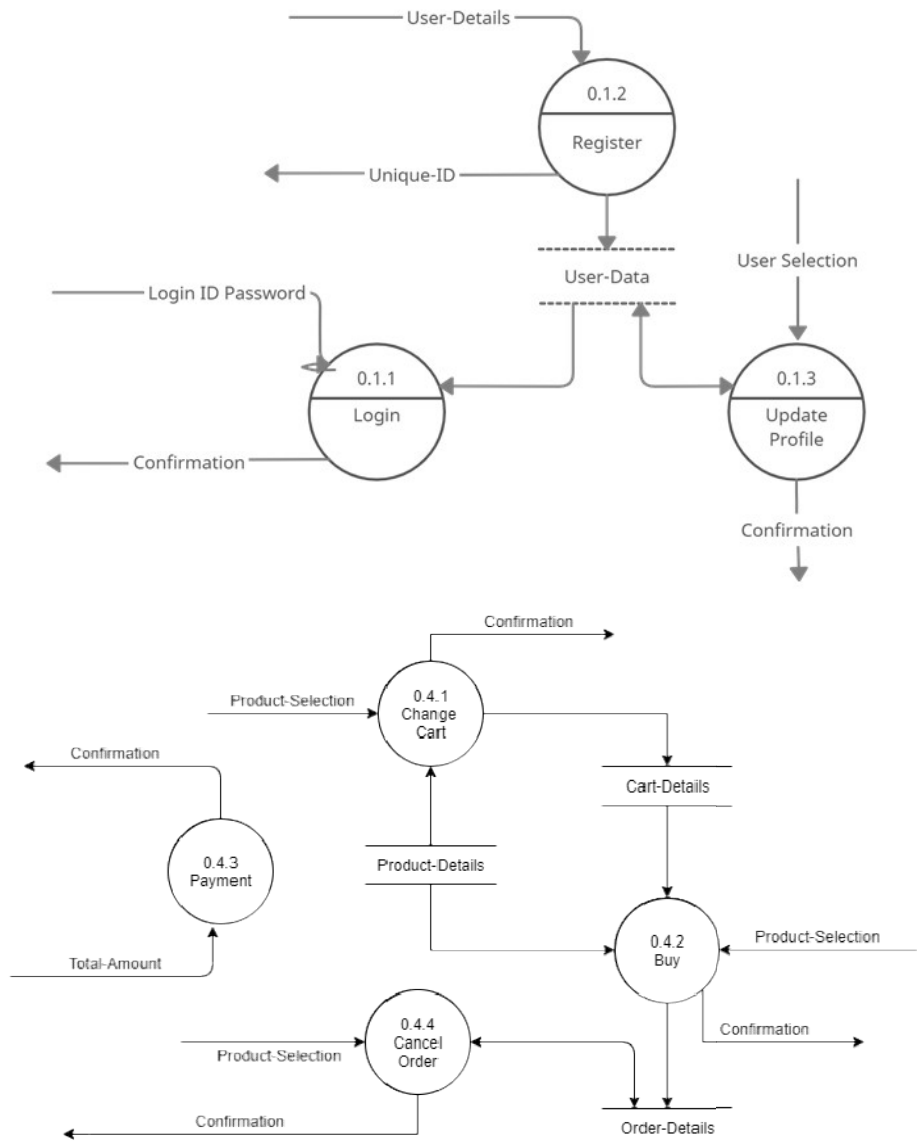 User-Details
0.1.2
Register
Unique-ID
User-Data
User Selection
Login ID Password
0.1.1
Login
0.1.3
Update
Profile
Confirmation
Confirmation
Confirmation
Product-Selection
0.4.1
Change
Cart
Confirmation
Cart-Details
0.4.3
Payment
Product-Details
Total-Amount
0.4.2
Buy
Product-Selection
0.4.4
Cancel
Order
Product-Selection
Confirmation
Confirmation
Order-Details